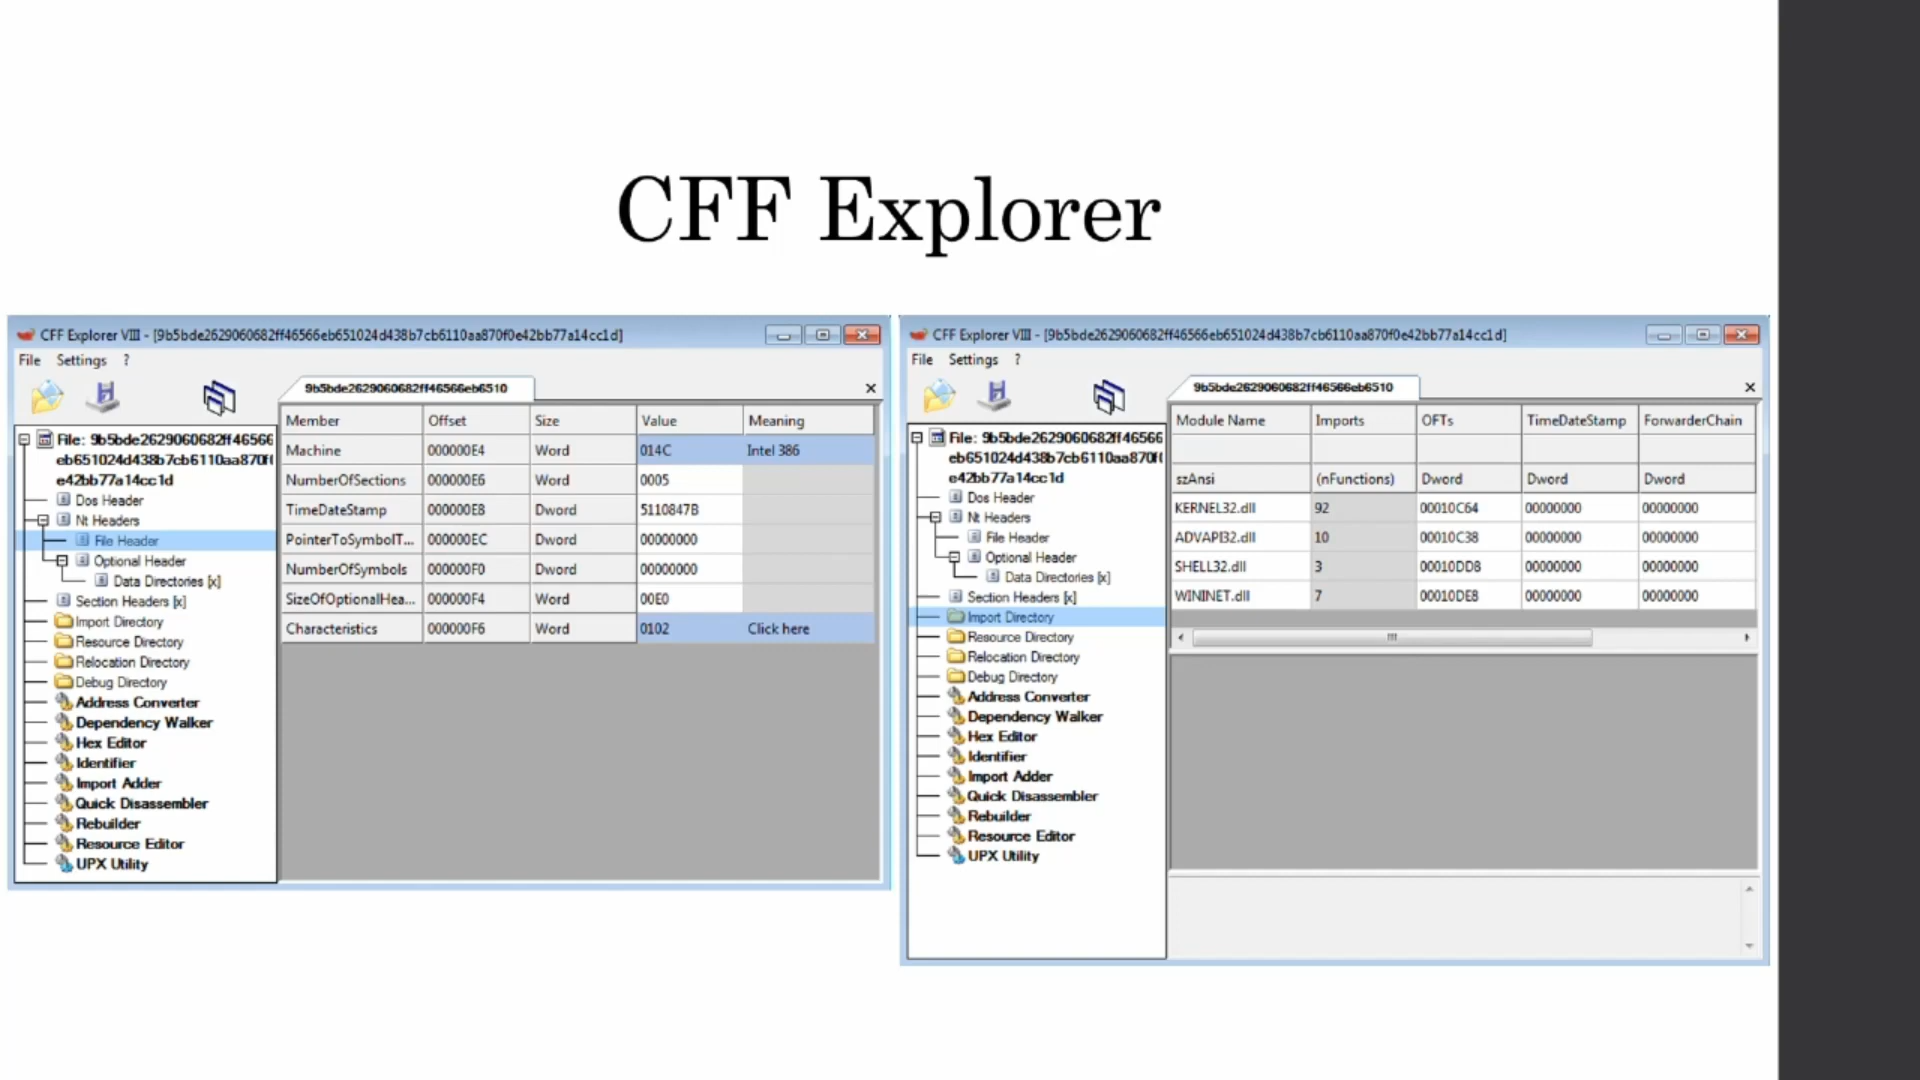 CFF Explorer
CFF Explorer VIII - [9b5bde2629060682ff46566eb651024d438b7cb6110aa870f0e42bb77a14cc1d]
File Settings ?
9b5bde2629060682ff46566eb6510
File: 9b5bde2629060682ff46566
eb651024d438b7cb6110aa870f0
e42bb77a14cc1d
Dos Header
Nt Headers
File Header
Optional Header
Data Directories [x]
Section Headers [x]
Import Directory
Resource Directory
Relocation Directory
Debug Directory
Address Converter
Dependency Walker
Hex Editor
Identifier
Import Adder
Quick Disassembler
Rebuilder
Resource Editor
UPX Utility
Member Offset Size Value Meaning
Machine 000000E4 Word 014C Intel 386
NumberOfSections 000000E6 Word 0005
TimeDateStamp 000000E8 Dword 5110847B
PointerToSymbolT... 000000EC Dword 00000000
NumberOfSymbols 000000F0 Dword 00000000
SizeOfOptionalHea... 000000F4 Word 00E0
Characteristics 000000F6 Word 0102 Click here
CFF Explorer VIII - [9b5bde2629060682ff46566eb651024d438b7cb6110aa870f0e42bb77a14cc1d]
File Settings ?
9b5bde2629060682ff46566eb6510
File: 9b5bde2629060682ff46566
eb651024d438b7cb6110aa870f0
e42bb77a14cc1d
Dos Header
Nt Headers
File Header
Optional Header
Data Directories [x]
Section Headers [x]
Import Directory
Resource Directory
Relocation Directory
Debug Directory
Address Converter
Dependency Walker
Hex Editor
Identifier
Import Adder
Quick Disassembler
Rebuilder
Resource Editor
UPX Utility
Module Name Imports OFTs TimeDateStamp ForwarderChain
szAnsi (nFunctions) Dword Dword Dword
KERNEL32.dll 92 00010C64 00000000 00000000
ADVAPI32.dll 10 00010C38 00000000 00000000
SHELL32.dll 3 00010DD8 00000000 00000000
WININET.dll 7 00010DE8 00000000 00000000